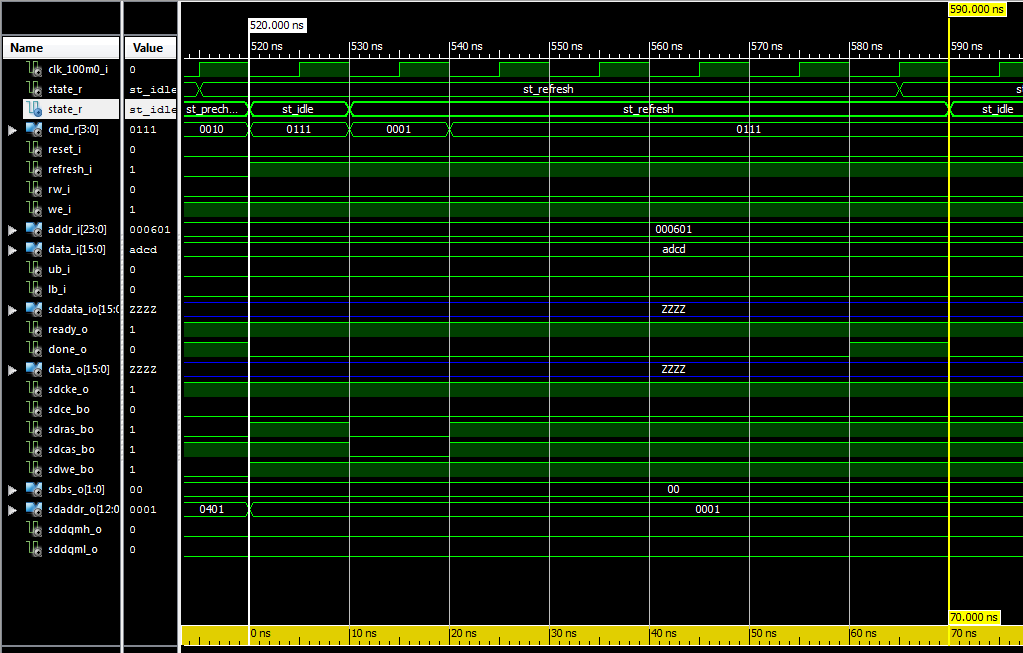 590.000 ns
520.000 ns
Name Value
520 ns 530 ns 540 ns 550 ns 560 ns 570 ns 580 ns 590 ns
clk_100m0_i 0
state_r st_idle st_refresh st
state_r st_idle st_prech... st_idle st_refresh st_idle
cmd_r[3:0] 0111 0010 0111 0001 0111
reset_i 0
refresh_i 1
rw_i 0
we_i 1
addr_i[23:0] 000601 000601
data_i[15:0] adcd adcd
ub_i 0
lb_i 0
sddata_io[15:0 ZZZZ ZZZZ
ready_o 1
done_o 0
data_o[15:0] ZZZZ ZZZZ
sdcke_o 1
sdce_bo 0
sdras_bo 1
sdcas_bo 1
sdwe_bo 1
sdbs_o[1:0] 00 00
sdaddr_o[12:0 0001 0401 0001
sddqmh_o 0
sddqml_o 0
70.000 ns
0 ns 10 ns 20 ns 30 ns 40 ns 50 ns 60 ns 70 ns